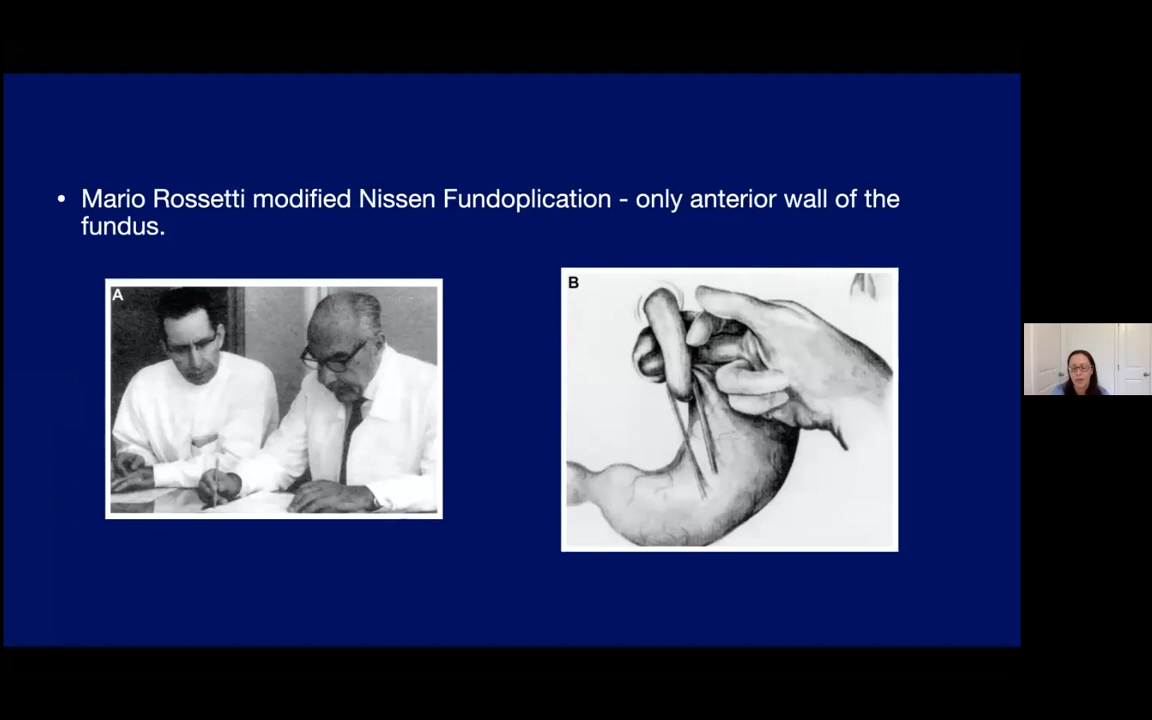 • Mario Rossetti modified Nissen Fundoplication - only anterior wall of the
fundus.
A
B